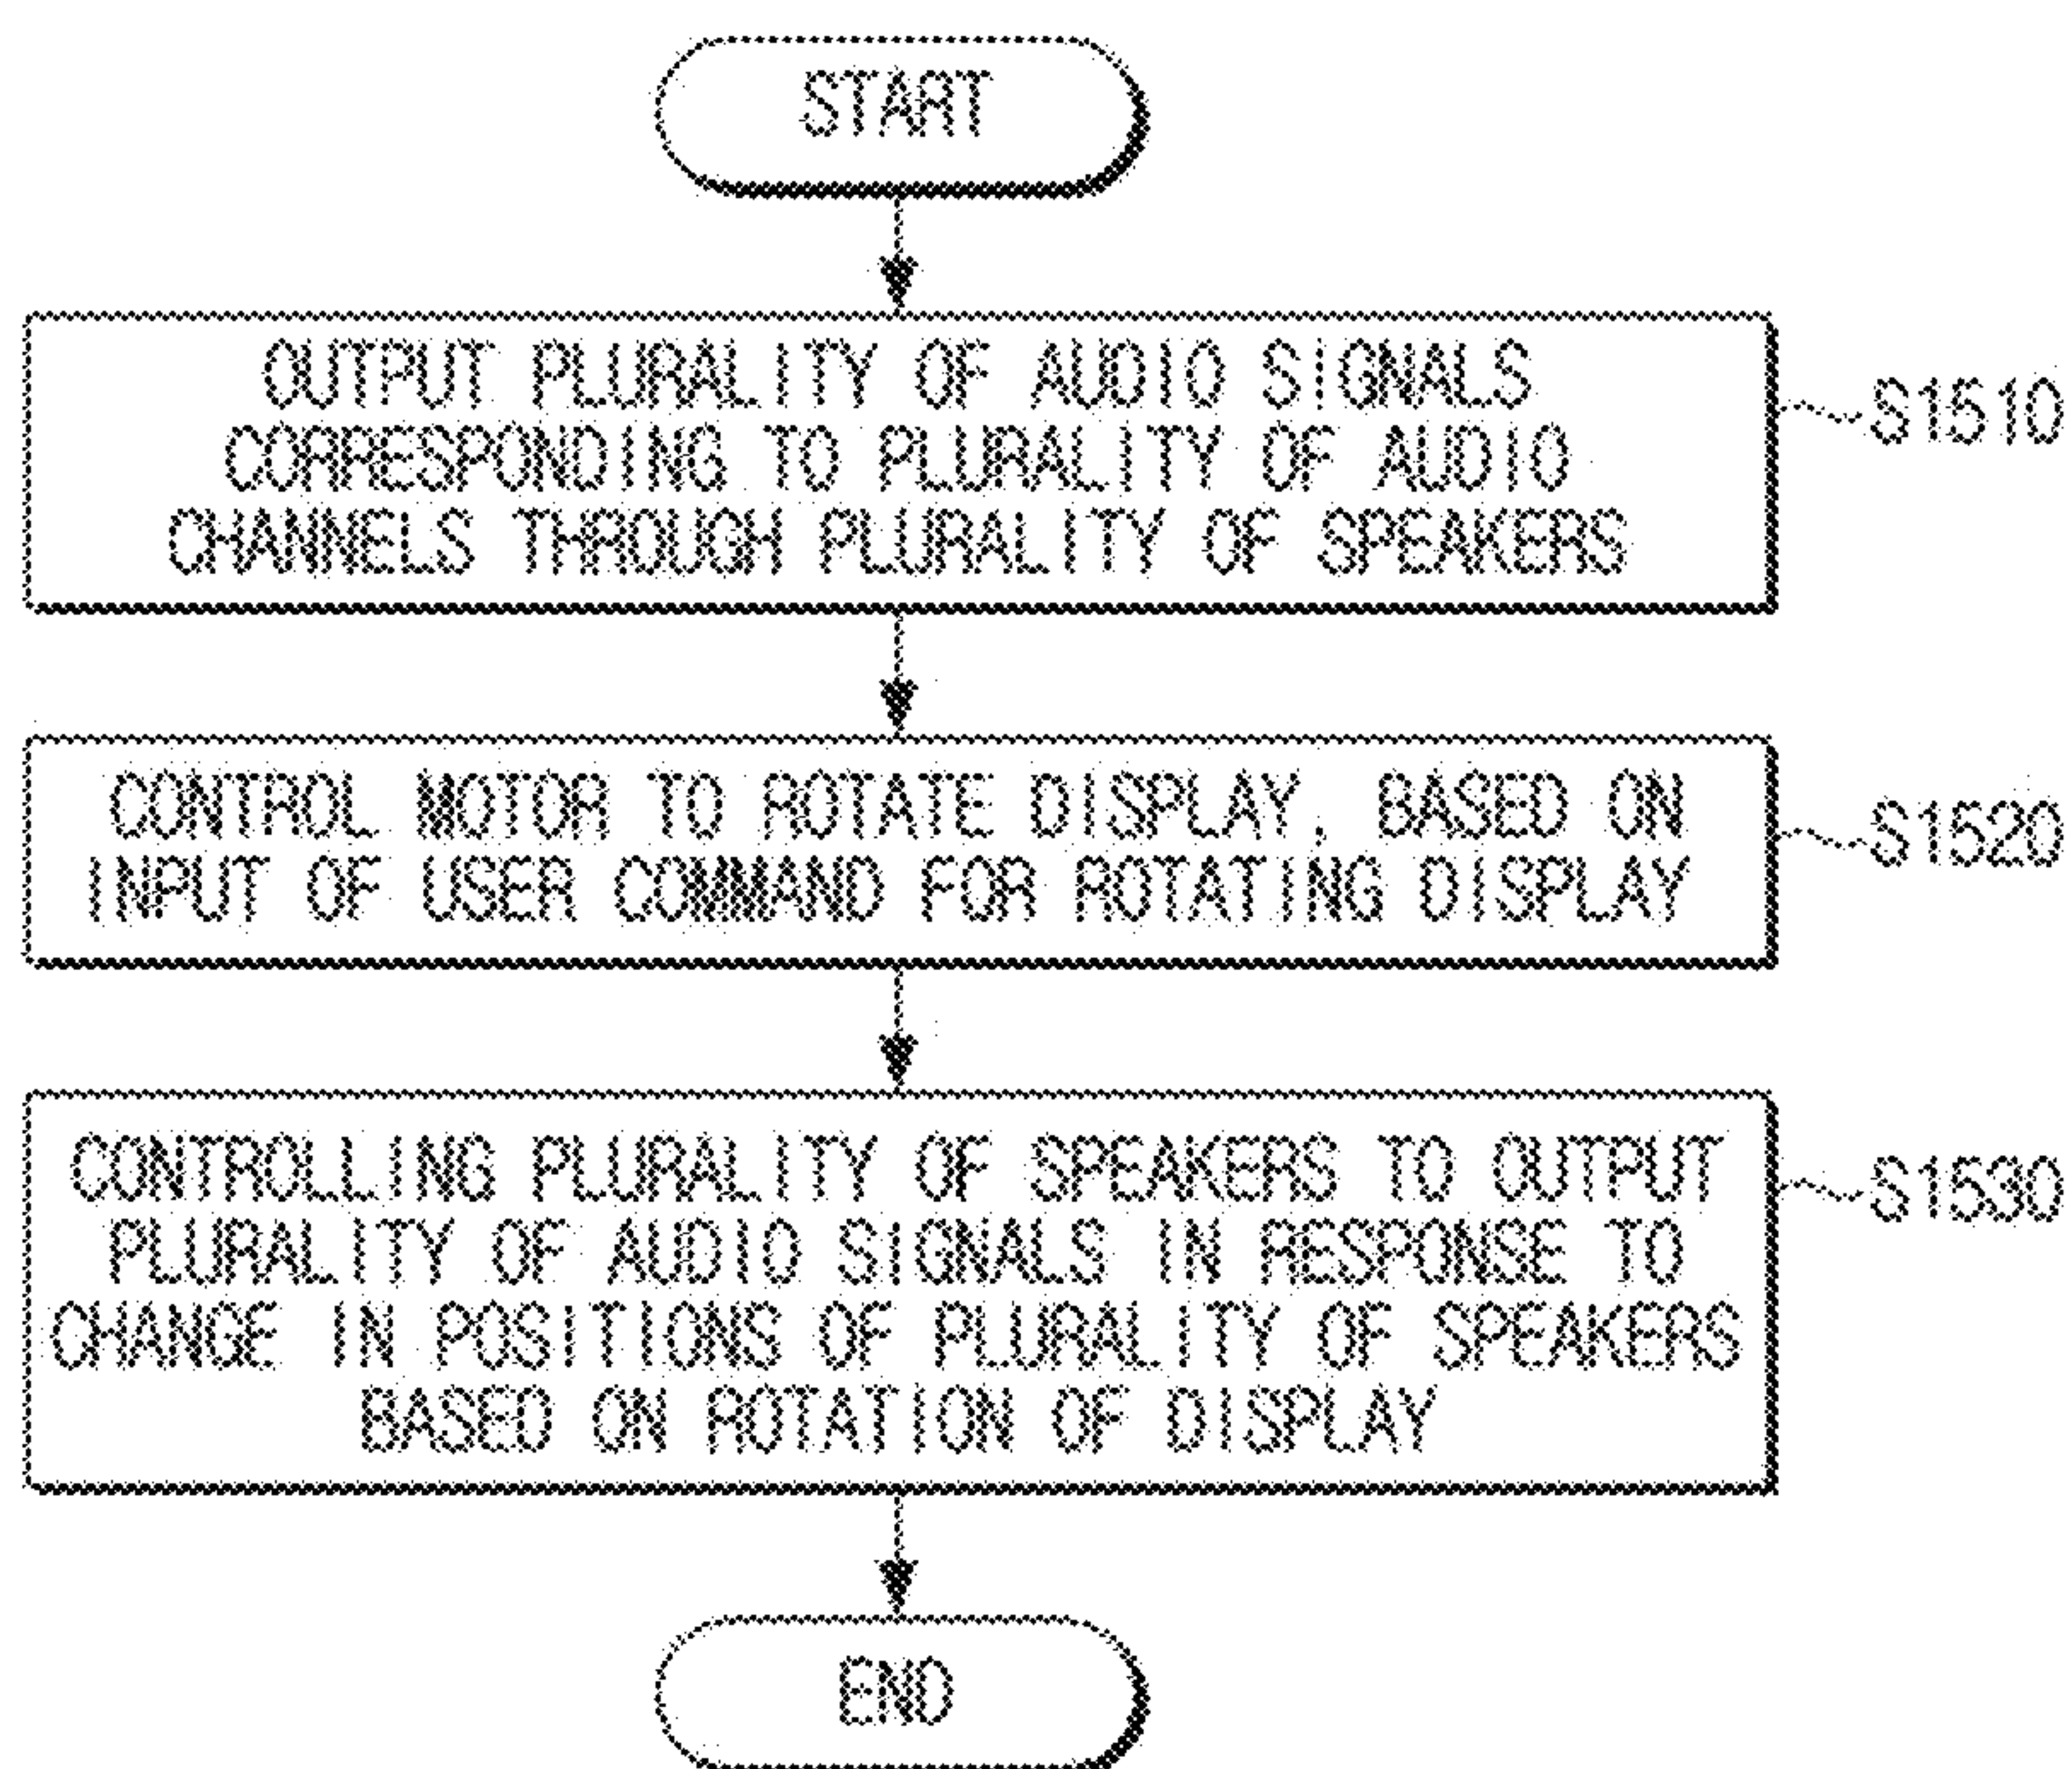 START
OUTPUT PLURALITY OF AUDIO SIGNALS
CORRESPONDING TO PLURALITY OF AUDIO
CHANNELS THROUGH PLURALITY OF SPEAKERS
S1510
CONTROL MOTOR TO ROTATE DISPLAY, BASED ON
INPUT OF USER COMMAND FOR ROTATING DISPLAY
S1520
CONTROLLING PLURALITY OF SPEAKERS TO OUTPUT
PLURALITY OF AUDIO SIGNALS IN RESPONSE TO
CHANGE IN POSITIONS OF PLURALITY OF SPEAKERS
BASED ON ROTATION OF DISPLAY
S1530
END